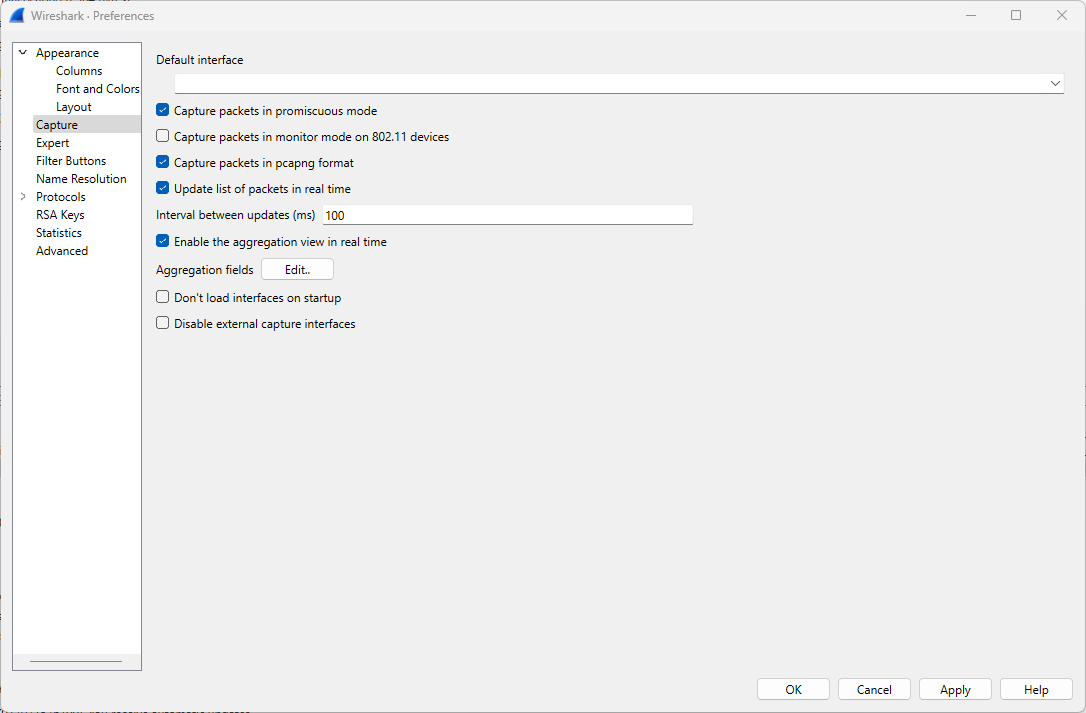 Wireshark · Preferences
Appearance
Columns
Font and Colors
Layout
Capture
Expert
Filter Buttons
Name Resolution
Protocols
RSA Keys
Statistics
Advanced
Default interface
Capture packets in promiscuous mode
Capture packets in monitor mode on 802.11 devices
Capture packets in pcapng format
Update list of packets in real time
Interval between updates (ms) 100
Enable the aggregation view in real time
Aggregation fields Edit..
Don't load interfaces on startup
Disable external capture interfaces
OK Cancel Apply Help